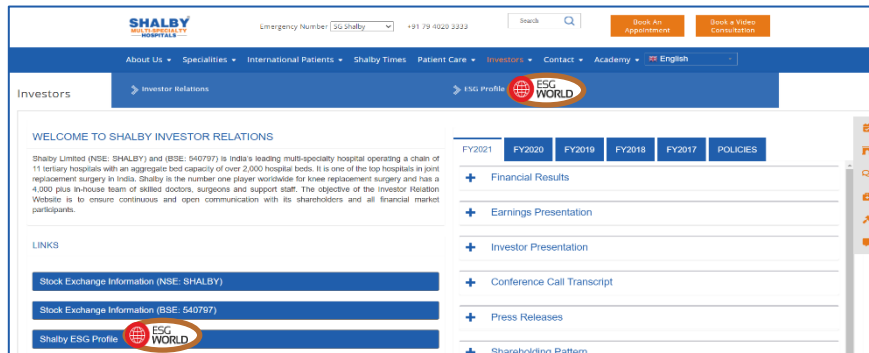 SHALBY
MULTI-SPECIALTY
HOSPITALS
Emergency Number SG Shalby +91 79 4020 3333
Search
Book An
Appointment
Book a Video
Consultation
About Us Specialities International Patients Shalby Times Patient Care Investors Contact Academy English
Investors
Investor Relations
ESG Profile
ESG
WORLD
WELCOME TO SHALBY INVESTOR RELATIONS
Shalby Limited (NSE: SHALBY) and (BSE: 540797) is India's leading multi-specialty hospital operating a chain of
11 tertiary hospitals with an aggregate bed capacity of over 2,000 hospital beds. It is one of the top hospitals in joint
replacement surgery in India. Shalby is the number one player worldwide for knee replacement surgery and has a
4,000 plus in-house team of skilled doctors, surgeons and support staff. The objective of the Investor Relation
Website is to ensure continuous and open communication with its shareholders and all financial market
participants.
LINKS
Stock Exchange Information (NSE: SHALBY)
Stock Exchange Information (BSE: 540797)
Shalby ESG Profile
ESG
WORLD
FY2021 FY2020 FY2019 FY2018 FY2017 POLICIES
+ Financial Results
+ Earnings Presentation
+ Investor Presentation
+ Conference Call Transcript
+ Press Releases
+ Shareholding Pattern